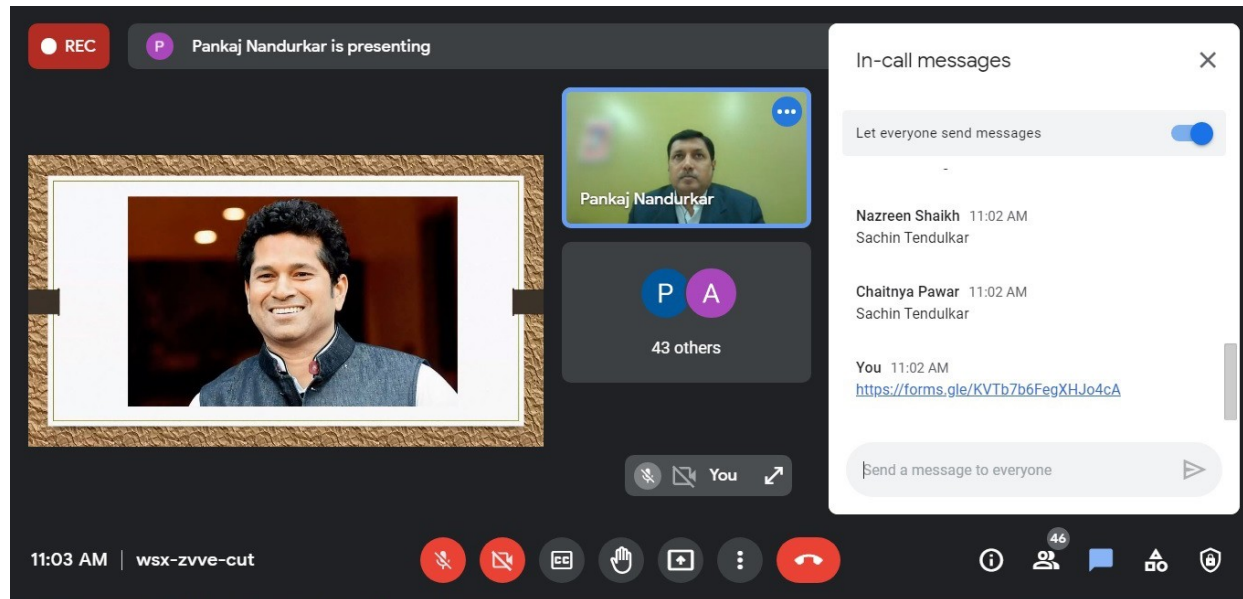 REC
P
Pankaj Nandurkar is presenting
Pankaj Nandurkar
P A
43 others
You
In-call messages
Let everyone send messages
Nazreen Shaikh 11:02 AM
Sachin Tendulkar
Chaitnya Pawar 11:02 AM
Sachin Tendulkar
You 11:02 AM
https://forms.gle/KVTb7b6FegXHJo4cA
Send a message to everyone
11:03 AM | wsx-zvve-cut
CC
46